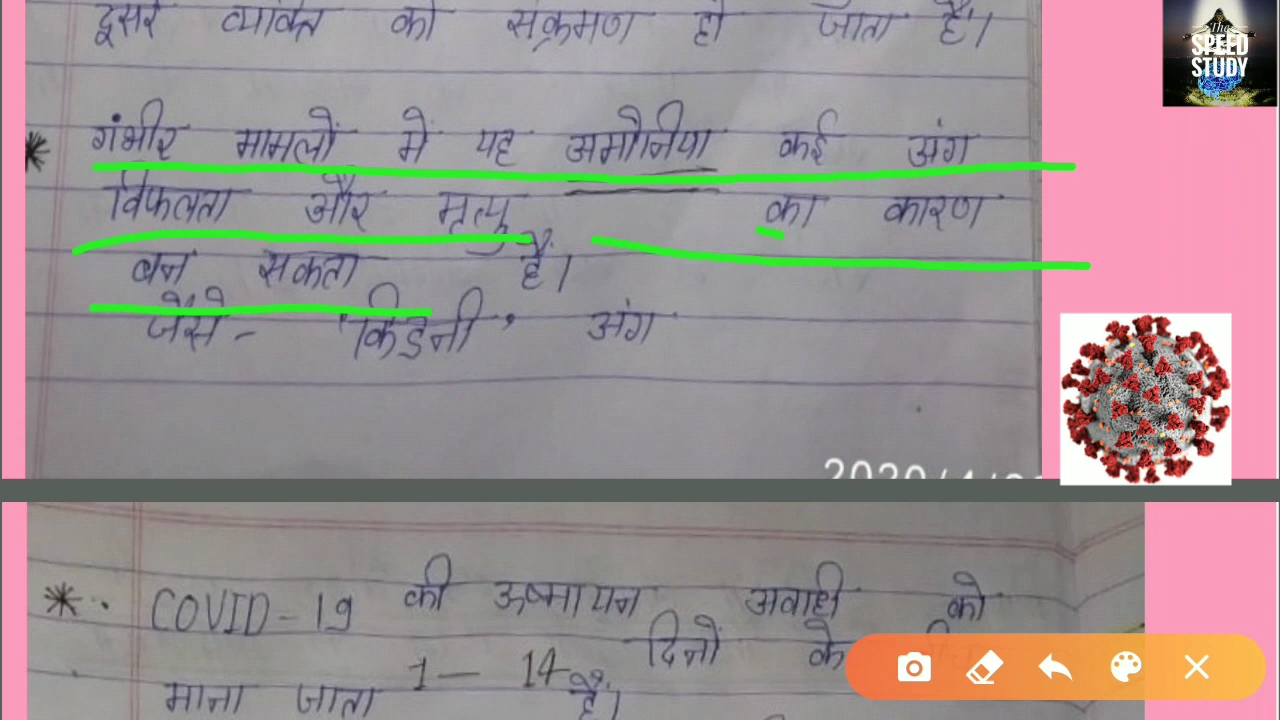 दूसरे व्यक्ति को संक्रमण हो जाता है।
The
SPEED
STUDY
* गंभीर मामलों में यह अमोनिया कई अंग
विफलता और मृत्यु का कारण
बन सकता है।
जैसे - 'किडनी' अंग
*. COVID-19 की ऊष्मायन अवाही को
1 — 14 दिनों के
माना जाता है।